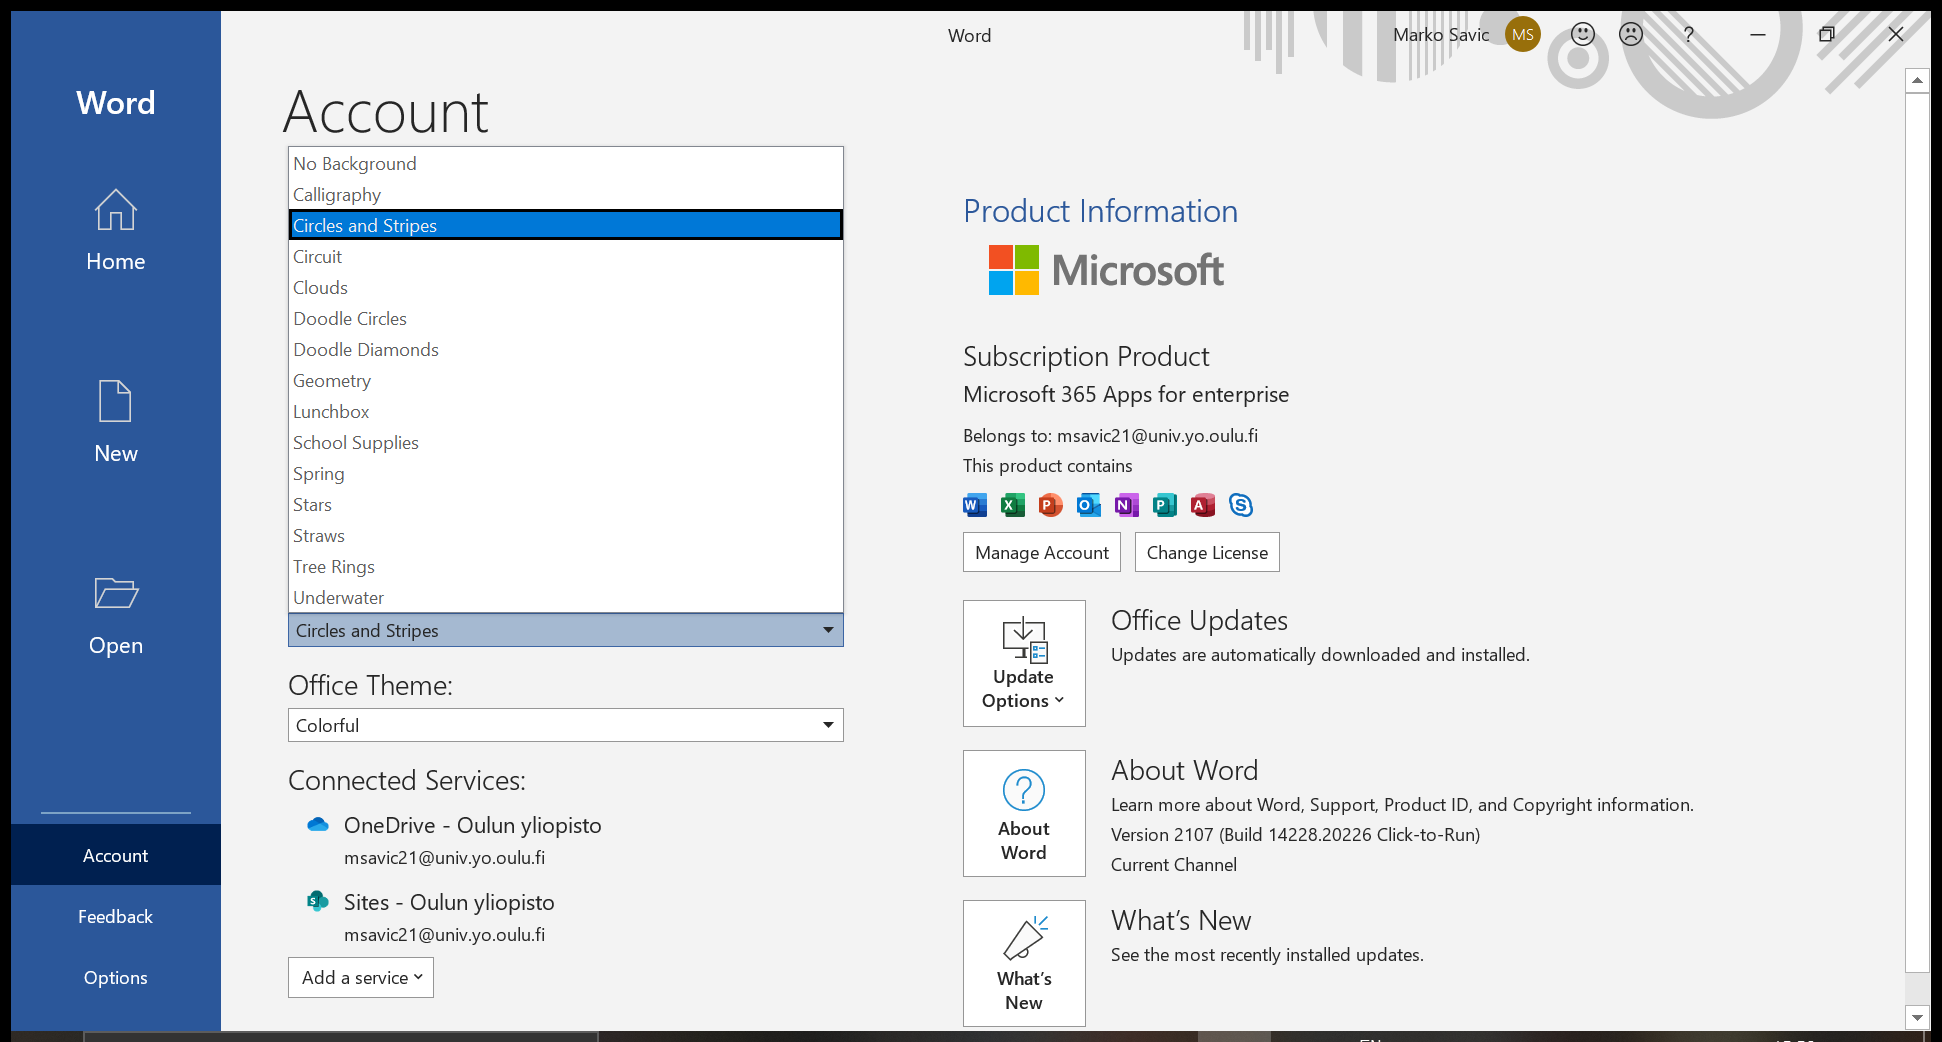 Word
Marko Savic MS
?
Word
Home
New
Open
Account
Feedback
Options
Account
No Background
Calligraphy
Circles and Stripes
Circuit
Clouds
Doodle Circles
Doodle Diamonds
Geometry
Lunchbox
School Supplies
Spring
Stars
Straws
Tree Rings
Underwater
Circles and Stripes
Office Theme:
Colorful
Connected Services:
OneDrive - Oulun yliopisto
msavic21@univ.yo.oulu.fi
S
Sites - Oulun yliopisto
msavic21@univ.yo.oulu.fi
Add a service
Product Information
Microsoft
Subscription Product
Microsoft 365 Apps for enterprise
Belongs to: msavic21@univ.yo.oulu.fi
This product contains
W X P O N P A S
Manage Account
Change License
Update
Options
Office Updates
Updates are automatically downloaded and installed.
?
About
Word
About Word
Learn more about Word, Support, Product ID, and Copyright information.
Version 2107 (Build 14228.20226 Click-to-Run)
Current Channel
What's
New
What's New
See the most recently installed updates.